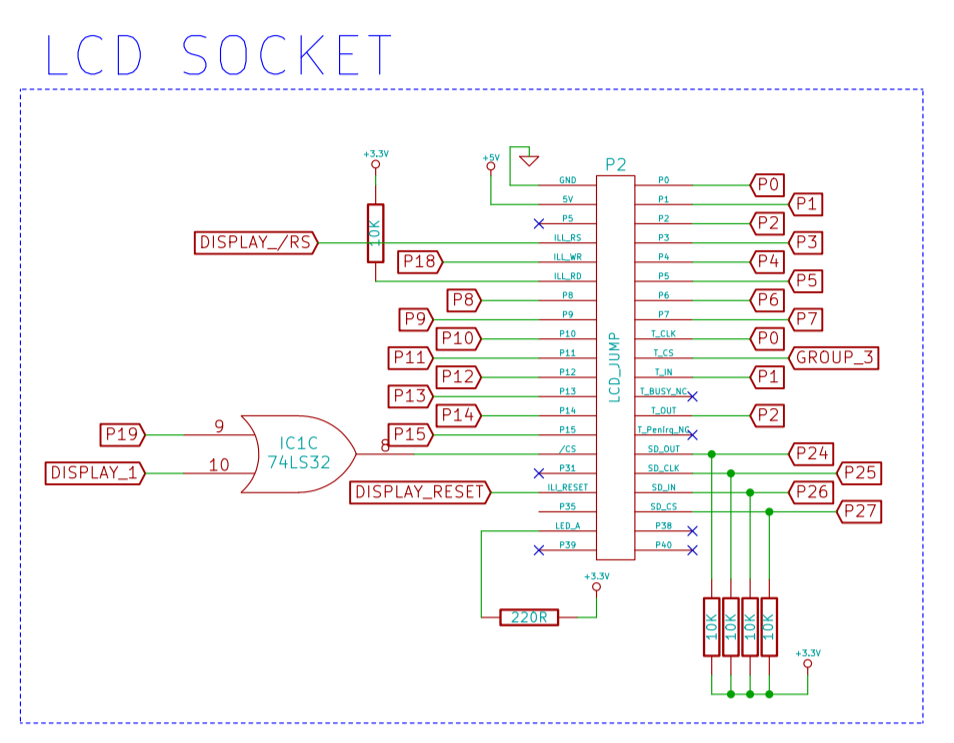 LCD SOCKET
+3.3V
+5V
P2
10K
GND
P0
P0
5V
P1
P1
P5
P2
P2
DISPLAY_/RS
ILL_RS
P3
P3
P18
ILL_WR
P4
P4
ILL_RD
P5
P5
P8
P8
P6
P6
P9
P9
P7
P7
P10
P10
T_CLK
P0
P11
P11
T_CS
GROUP_3
P12
P12
T_IN
P1
LCD_JUMP
P13
P13
T_BUSY_NC
P14
P14
T_OUT
P2
P19
9
P15
P15
T_PenIrq_NC
IC1C
74LS32
8
/CS
SD_OUT
P24
DISPLAY_1
10
P31
SD_CLK
P25
DISPLAY_RESET
ILI_RESET
SD_IN
P26
P35
SD_CS
P27
LED_A
P38
P39
P40
+3.3V
220R
10K
10K
10K
10K
+3.3V